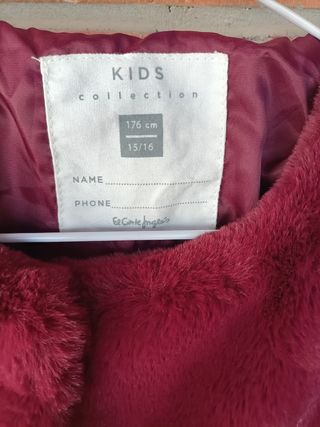 KIDS
collection
176 cm
15/16
NAME
PHONE
El Corte Inglés